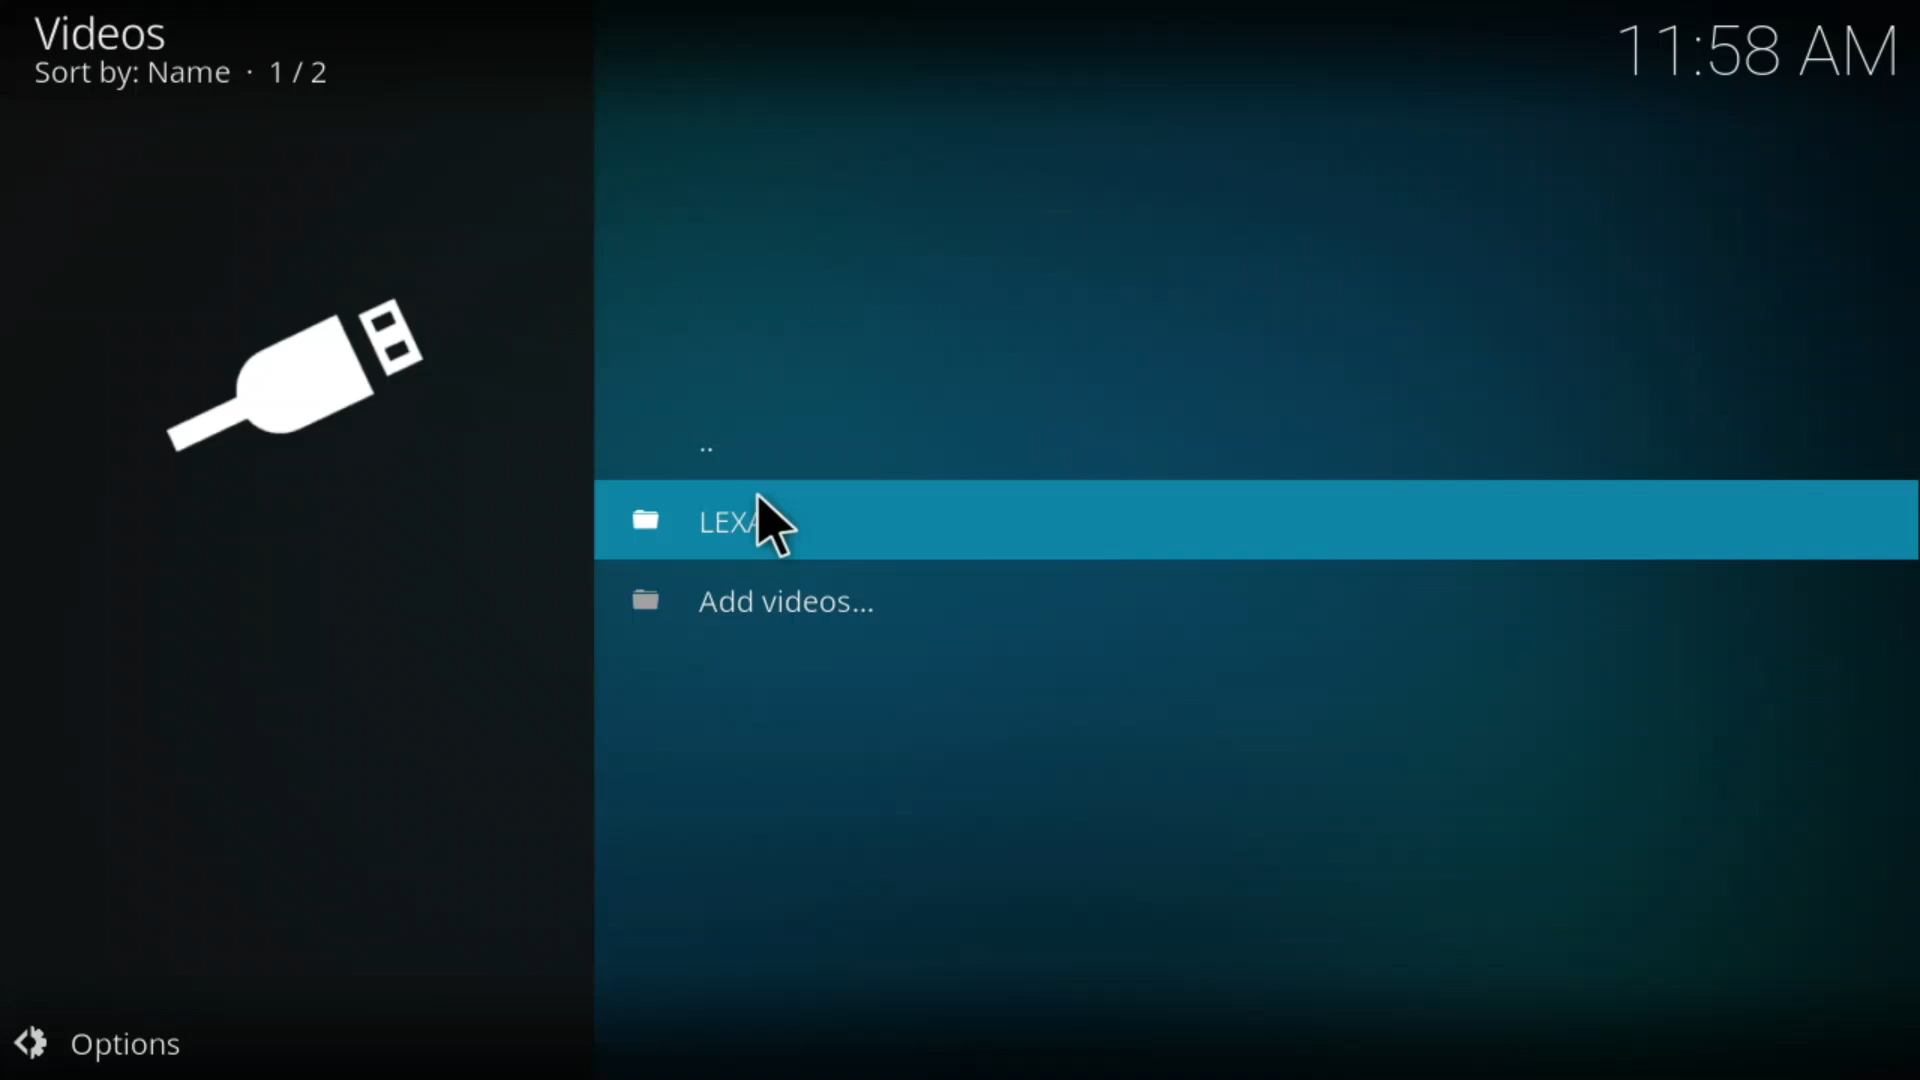 Videos
Sort by: Name · 1 / 2
11:58 AM
..
Add videos...
Options